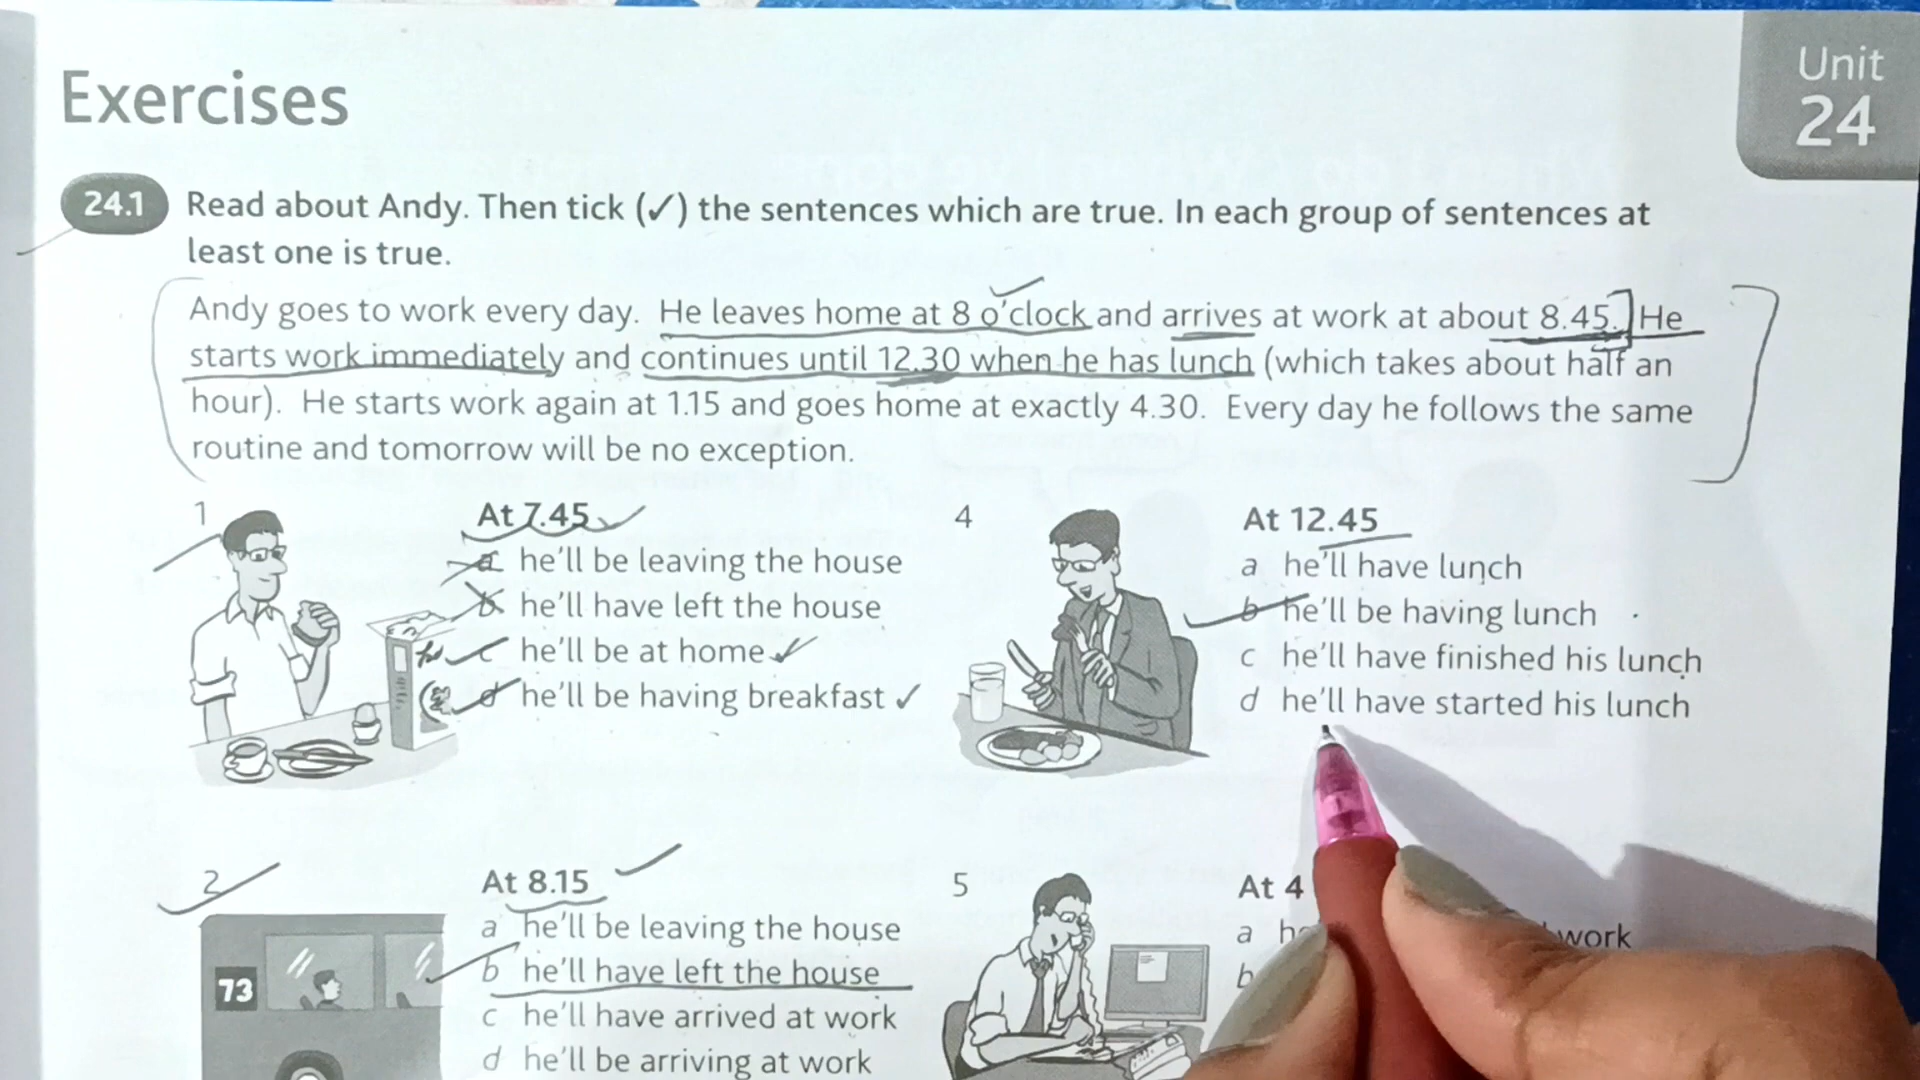 Exercises
Unit
24
24.1 Read about Andy. Then tick (✓) the sentences which are true. In each group of sentences at
least one is true.
Andy goes to work every day. He leaves home at 8 o'clock and arrives at work at about 8.45. He
starts work immediately and continues until 12.30 when he has lunch (which takes about half an
hour). He starts work again at 1.15 and goes home at exactly 4.30. Every day he follows the same
routine and tomorrow will be no exception.
1
At 7.45
a he'll be leaving the house
b he'll have left the house
c he'll be at home ✓
d he'll be having breakfast ✓
2
At 8.15
a he'll be leaving the house
b he'll have left the house
c he'll have arrived at work
d he'll be arriving at work
73
4
At 12.45
a he'll have lunch
b he'll be having lunch
c he'll have finished his lunch
d he'll have started his lunch
5
At 4
a work
b